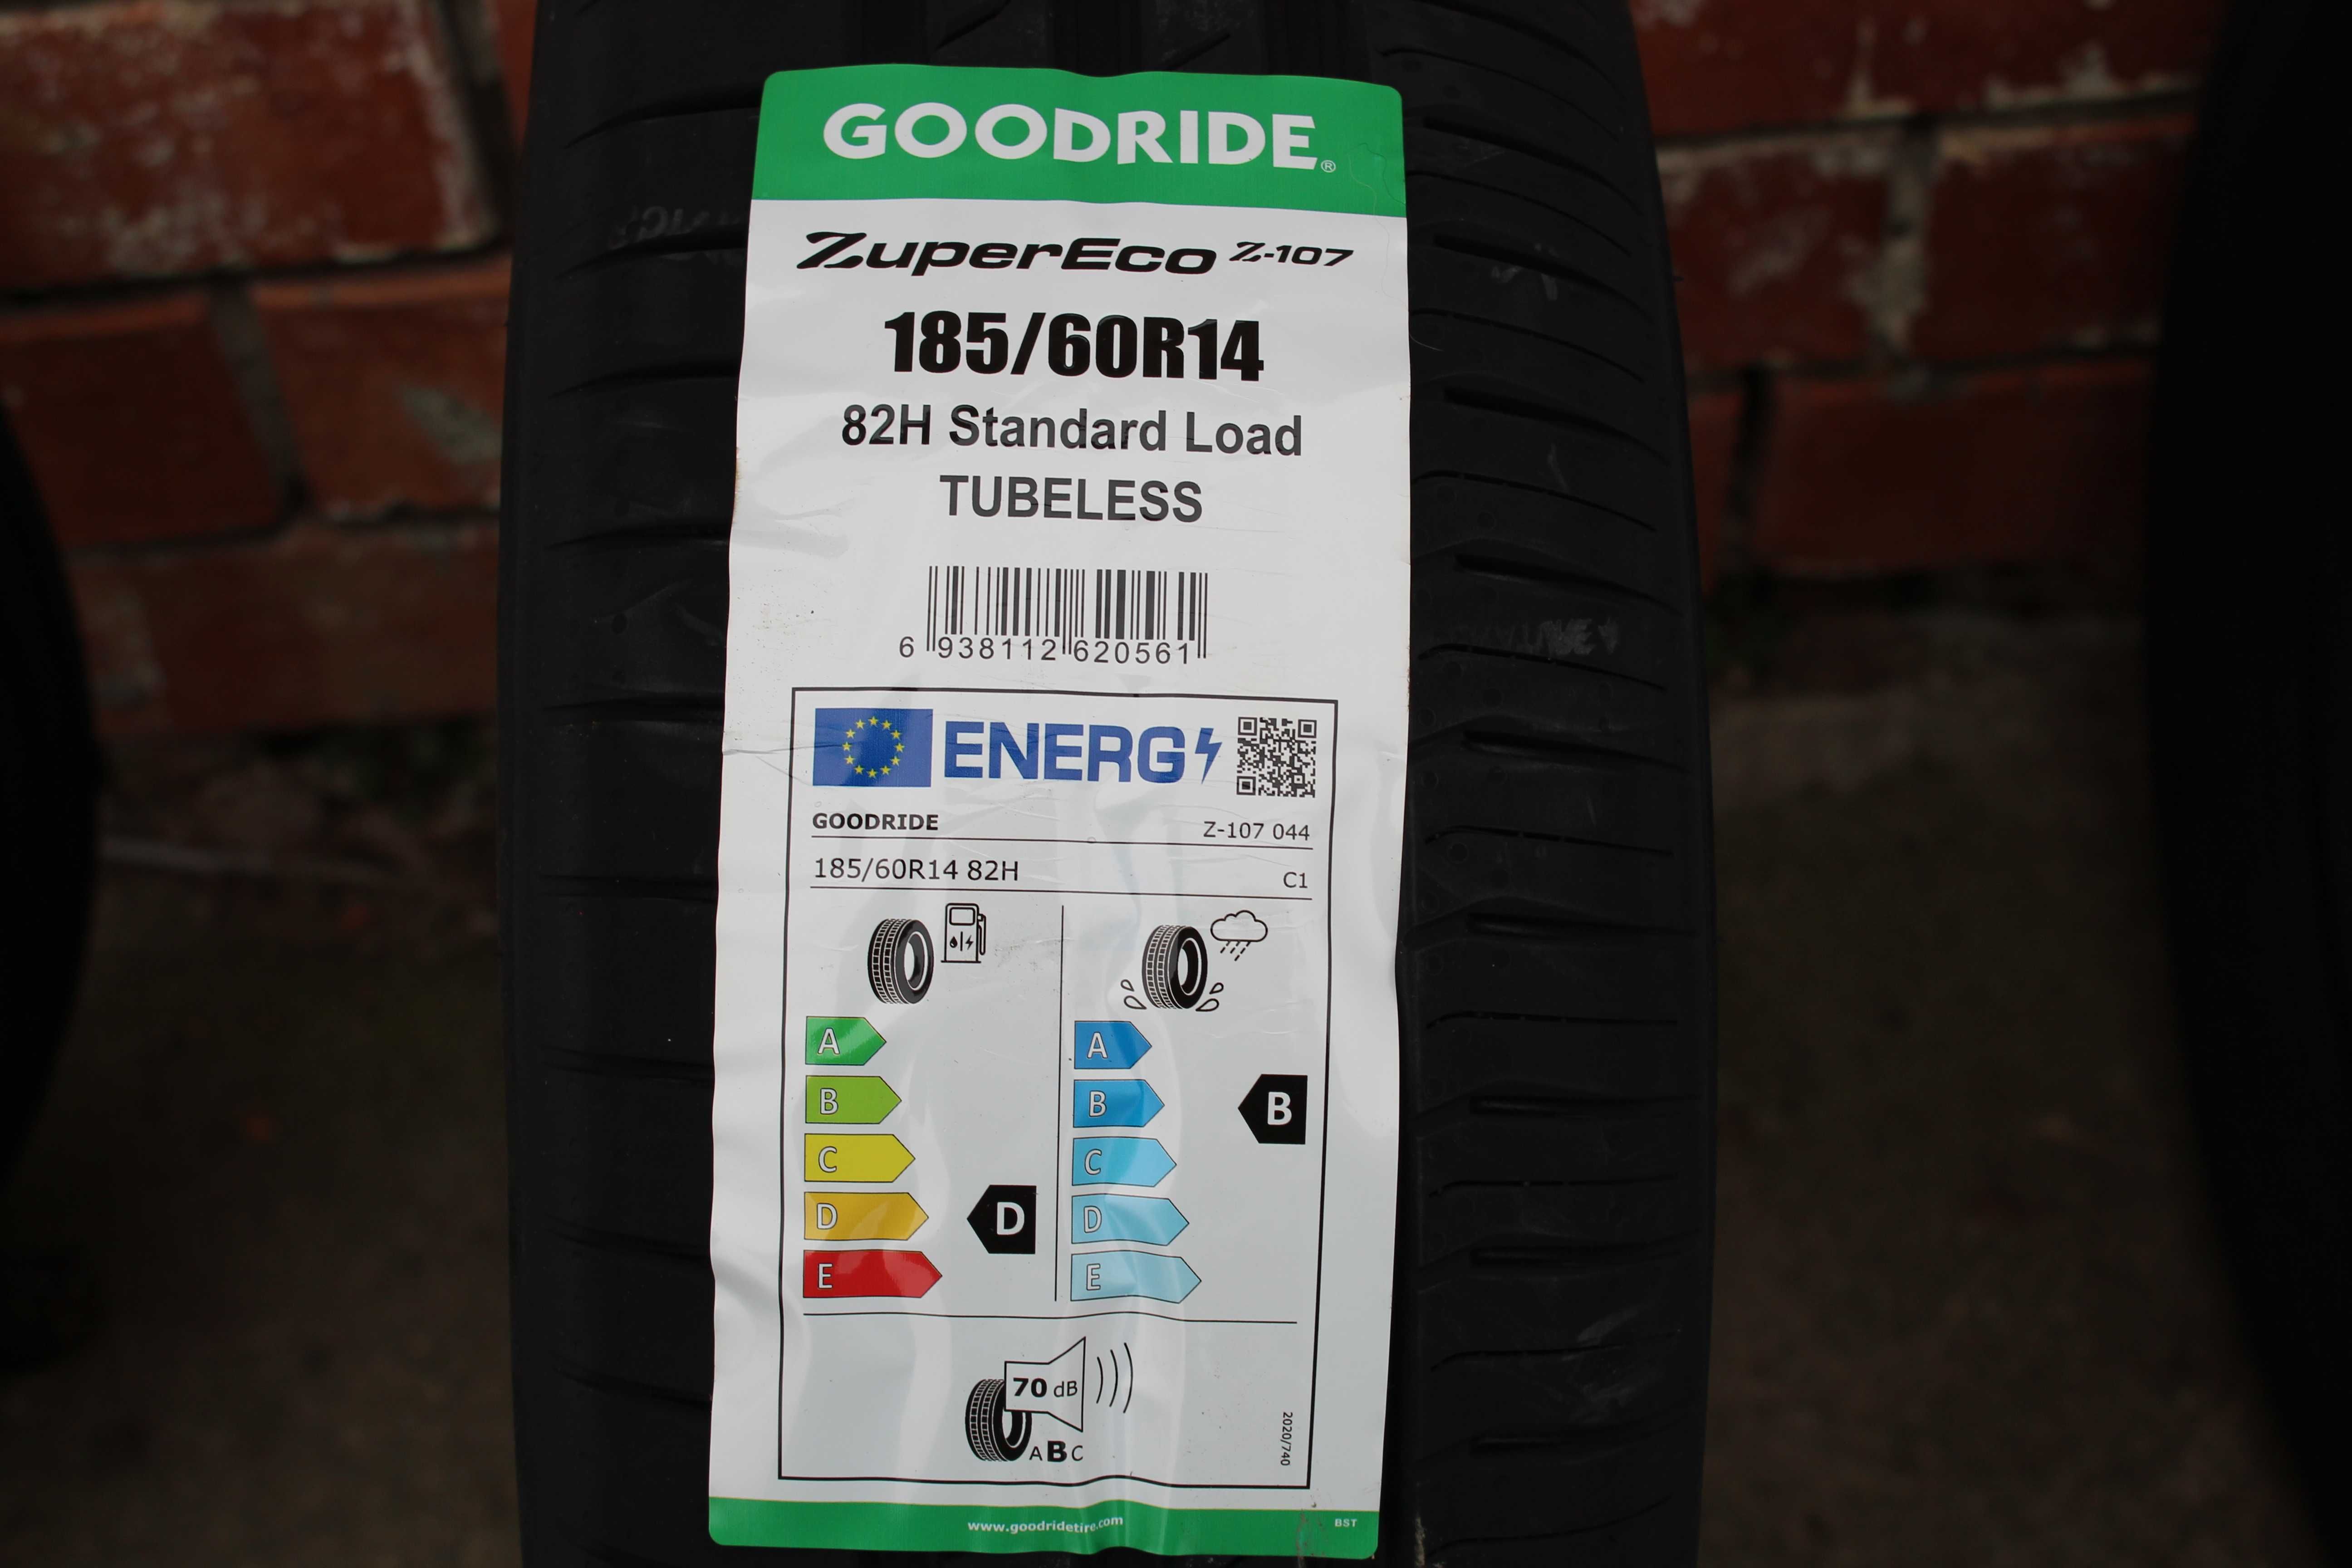 GOODRIDE®
ZuperEco Z-107
185/60R14
82H Standard Load
TUBELESS
6 938112 620561
ENERG
GOODRIDE Z-107 044
185/60R14 82H C1
A A
B B B
C C
D D D
E E
70 dB
A B C
2020/740
www.goodridetire.com BST